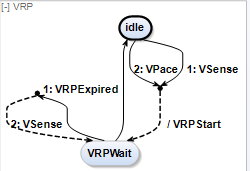 [-] VRP
idle
2: VPace
1: VSense
1: VRPExpired
2: VSense
/ VRPStart
VRPWait